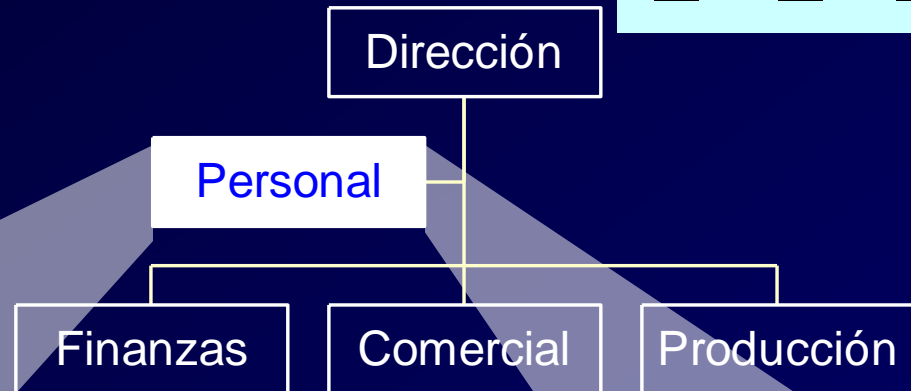 Dirección
Personal
Finanzas
Comercial
Producción